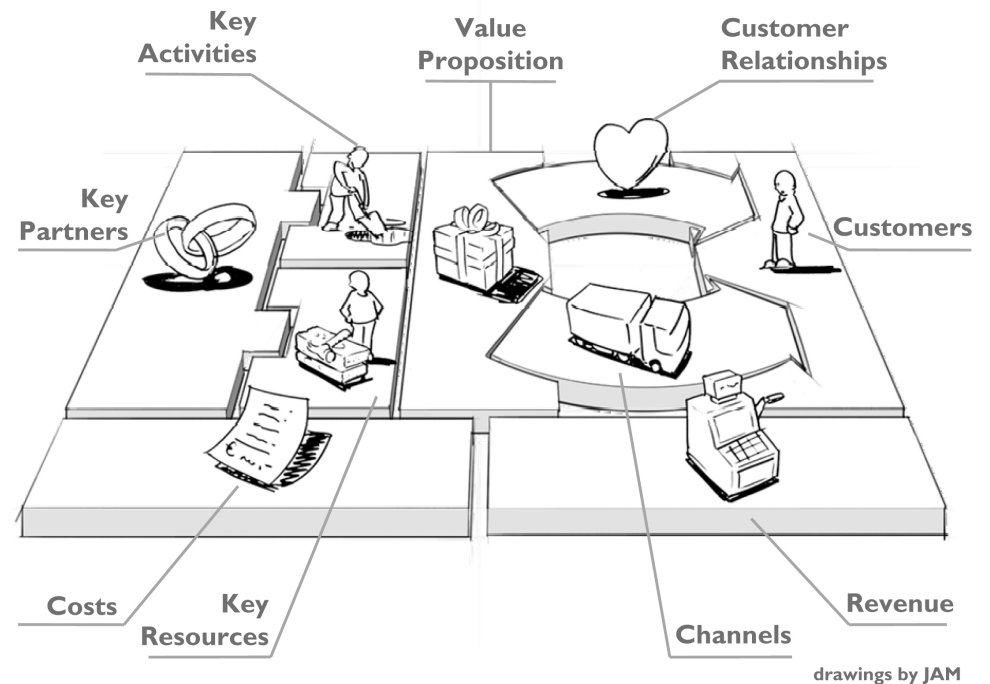 Key
Activities
Value
Proposition
Customer
Relationships
Key
Partners
Customers
Costs
Key
Resources
Channels
Revenue
drawings by JAM